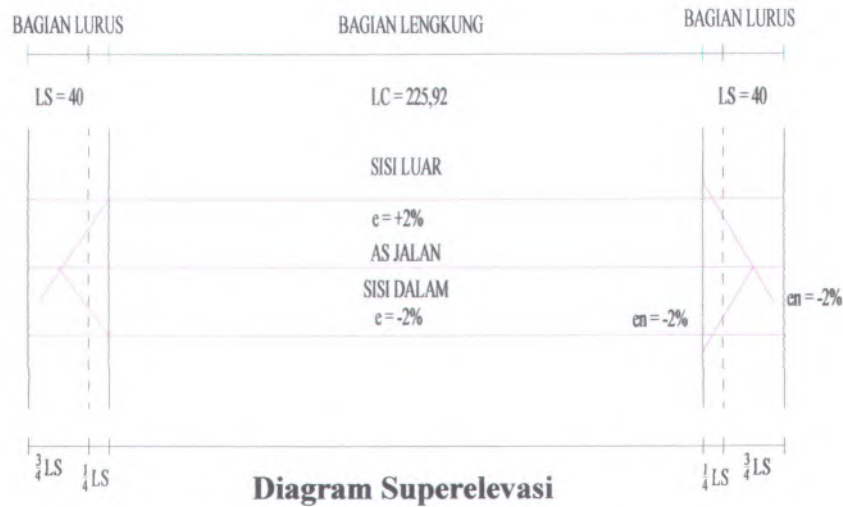 BAGIAN LURUS BAGIAN LENGKUNG BAGIAN LURUS
LS = 40 LC = 225,92 LS = 40
SISI LUAR
e = +2%
AS JALAN
SISI DALAM
e = -2% en = -2% en = -2%
3/4 LS 1/4 LS 1/4 LS 3/4 LS
Diagram Superelevasi